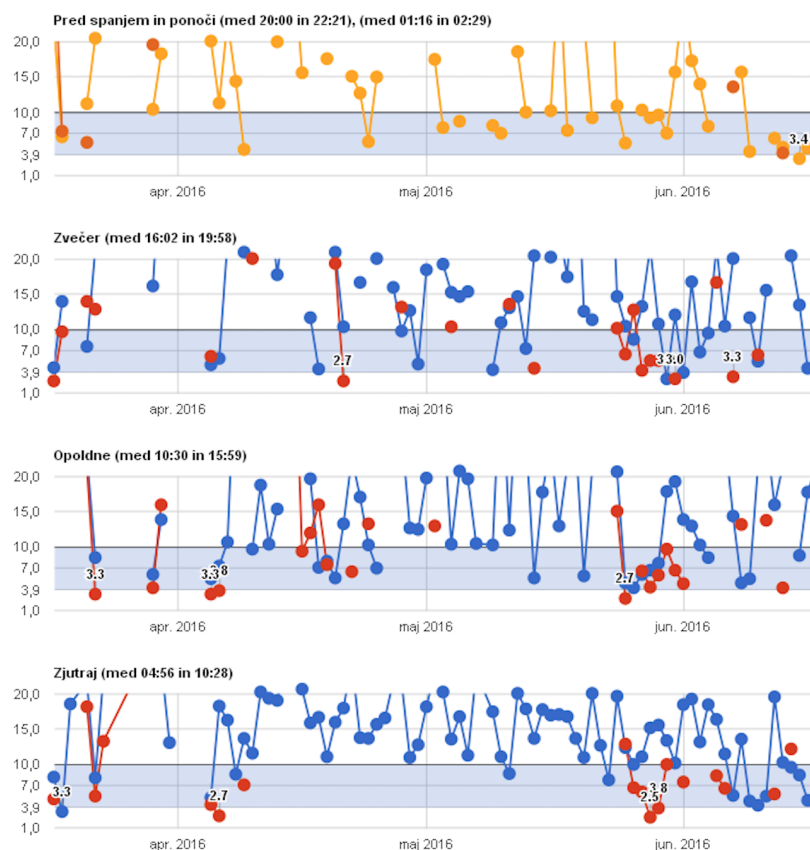 Pred spanjem in ponoči (med 20:00 in 22:21), (med 01:16 in 02:29)
20,0
15,0
10,0
7,0
3.4
3,9
1,0
apr. 2016 maj 2016 jun. 2016
Zvečer (med 16:02 in 19:58)
20,0
15,0
10,0
7,0
2.7 3.0 3.3
3,9
1,0
apr. 2016 maj 2016 jun. 2016
Opoldne (med 10:30 in 15:59)
20,0
15,0
10,0
7,0
3.3 3.3 2.7
3,9
1,0
apr. 2016 maj 2016 jun. 2016
Zjutraj (med 04:56 in 10:28)
20,0
15,0
10,0
7,0
3.3 2.7 2.5 3.8
3,9
1,0
apr. 2016 maj 2016 jun. 2016